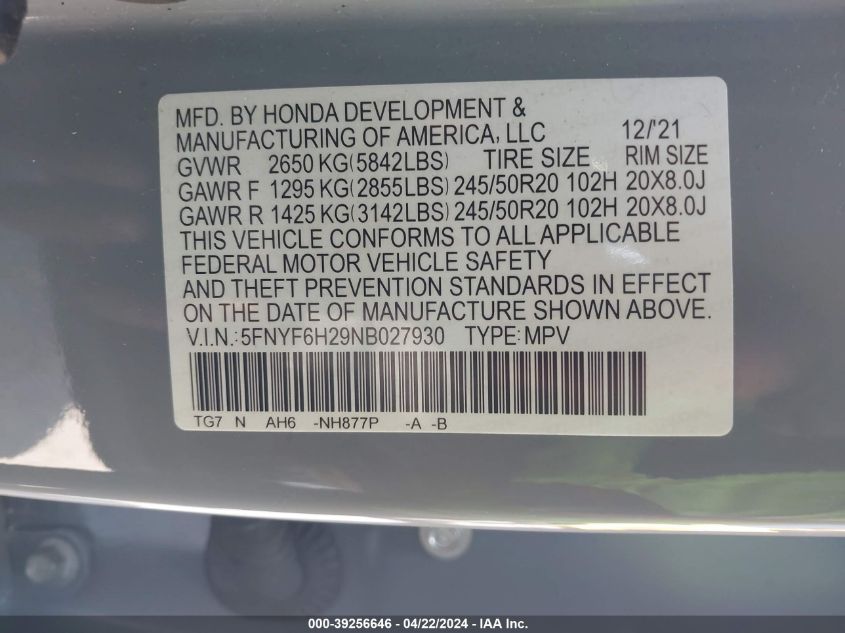 MFD. BY HONDA DEVELOPMENT &
MANUFACTURING OF AMERICA, LLC 12/'21
GVWR 2650 KG(5842LBS) TIRE SIZE RIM SIZE
GAWR F 1295 KG(2855LBS) 245/50R20 102H 20X8.0J
GAWR R 1425 KG(3142LBS) 245/50R20 102H 20X8.0J
THIS VEHICLE CONFORMS TO ALL APPLICABLE
FEDERAL MOTOR VEHICLE SAFETY
AND THEFT PREVENTION STANDARDS IN EFFECT
ON THE DATE OF MANUFACTURE SHOWN ABOVE.
V.I.N.:5FNYF6H29NB027930 TYPE:MPV
TG7 N AH6 -NH877P -A -B
000-39256646 - 04/22/2024 - IAA Inc.